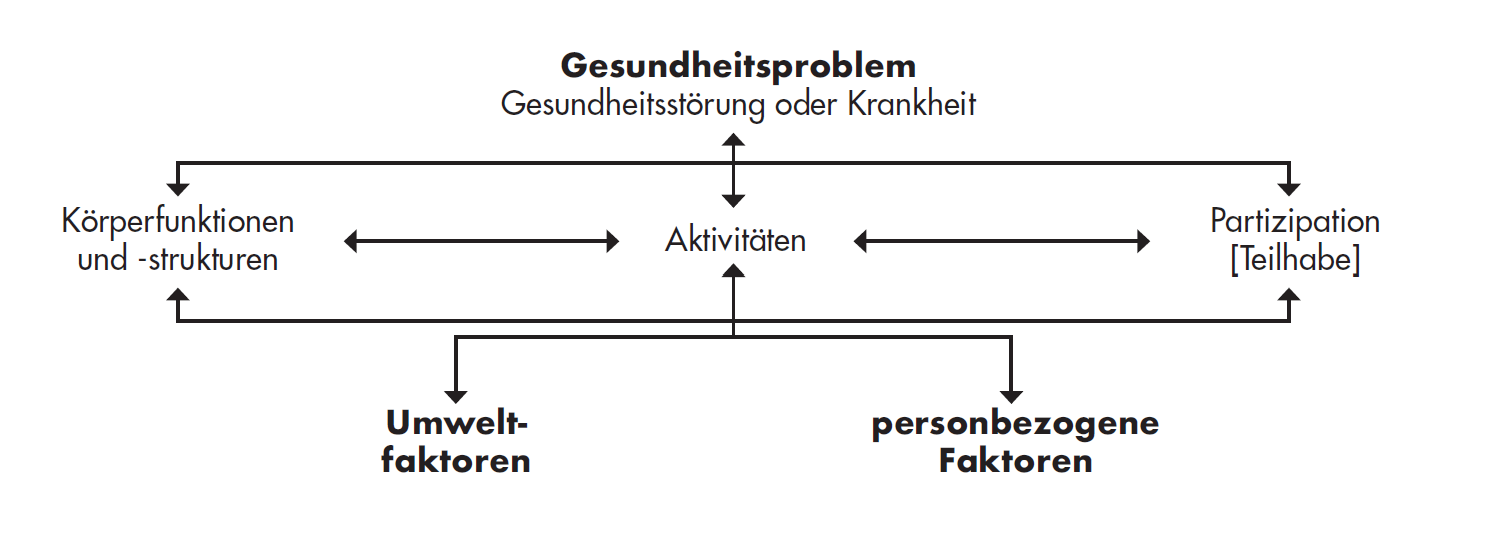 Gesundheitsproblem
Gesundheitsstörung oder Krankheit
Körperfunktionen
und -strukturen
Aktivitäten
Partizipation
[Teilhabe]
Umwelt-
faktoren
personbezogene
Faktoren